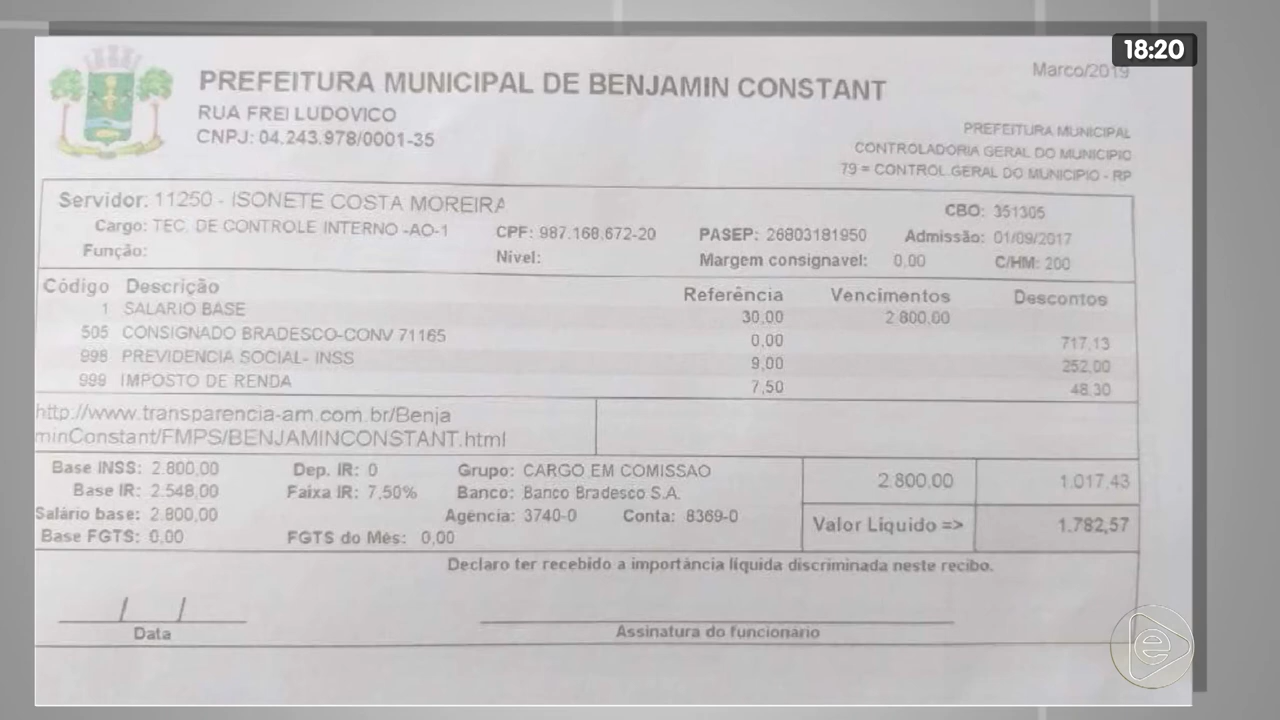 18:20
Marco/2019
PREFEITURA MUNICIPAL DE BENJAMIN CONSTANT
RUA FREI LUDOVICO
CNPJ: 04.243.978/0001-35
PREFEITURA MUNICIPAL
CONTROLADORIA GERAL DO MUNICIPIO
79 = CONTROL.GERAL DO MUNICIPIO - RP
Servidor: 11250 - ISONETE COSTA MOREIRA
CBO: 351305
Cargo: TEC. DE CONTROLE INTERNO -AO-1 CPF: 987.168.672-20 PASEP: 26803181950 Admissão: 01/09/2017
Função: Nivel: Margem consignavel: 0,00 C/HM: 200
Código Descrição Referência Vencimentos Descontos
1 SALARIO BASE 30,00 2 800,00
505 CONSIGNADO BRADESCO-CONV 71165 0,00 717,13
998 PREVIDENCIA SOCIAL- INSS 9,00 252,00
999 IMPOSTO DE RENDA 7,50 48,30
http://www.transparencia-am.com.br/Benja
minConstant/FMPS/BENJAMINCONSTANT.html
Base INSS: 2.800,00 Dep. IR: 0 Grupo: CARGO EM COMISSAO 2 800,00 1.017,43
Base IR: 2.548,00 Faixa IR: 7,50% Banco: Banco Bradesco S.A.
Salário base: 2.800,00 Agência: 3740-0 Conta: 8369-0 Valor Líquido => 1.782,57
Base FGTS: 0,00 FGTS do Mês: 0,00
Declaro ter recebido a importância líquida discriminada neste recibo.
/ /
Data Assinatura do funcionário
e